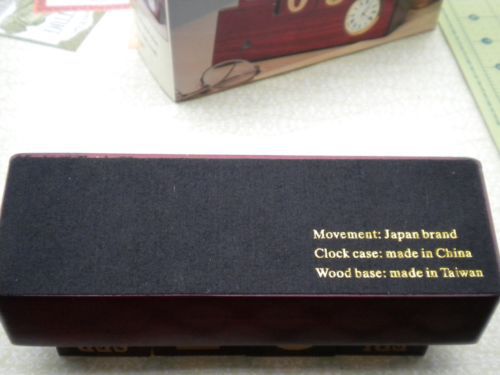 Movement: Japan brand
Clock case: made in China
Wood base: made in Taiwan